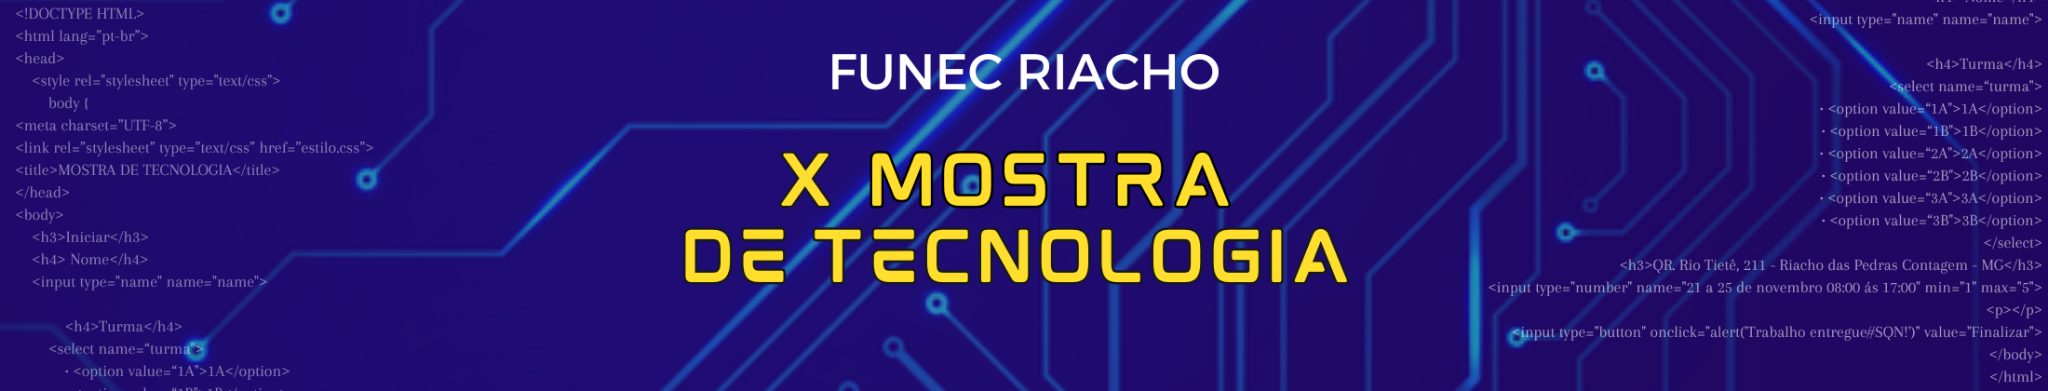 <!DOCTYPE HTML>
<html lang="pt-br">
<head>
<style rel="stylesheet" type="text/css">
body {
<meta charset="UTF-8">
<link rel="stylesheet" type="text/css" href="estilo.css">
<title>MOSTRA DE TECNOLOGIA</title>
</head>
<body>
<h3>Iniciar</h3>
<h4> Nome</h4>
<input type="name" name="name">
<h4>Turma</h4>
<select name="turma">
• <option value="1A">1A</option>
FUNEC RIACHO
X MOSTRA
DE TECNOLOGIA
<input type="name" name="name">
<h4>Turma</h4>
<select name="turma">
• <option value="1A">1A</option>
• <option value="1B">1B</option>
• <option value="2A">2A</option>
• <option value="2B">2B</option>
• <option value="3A">3A</option>
• <option value="3B">3B</option>
</select>
<h3>QR. Rio Tietê, 211 - Riacho das Pedras Contagem - MG</h3>
<input type="number" name="21 a 25 de novembro 08:00 ás 17:00" min="1" max="5">
<p></p>
<input type="button" onclick="alert('Trabalho entregue#SQN!')" value="Finalizar">
</body>
</html>